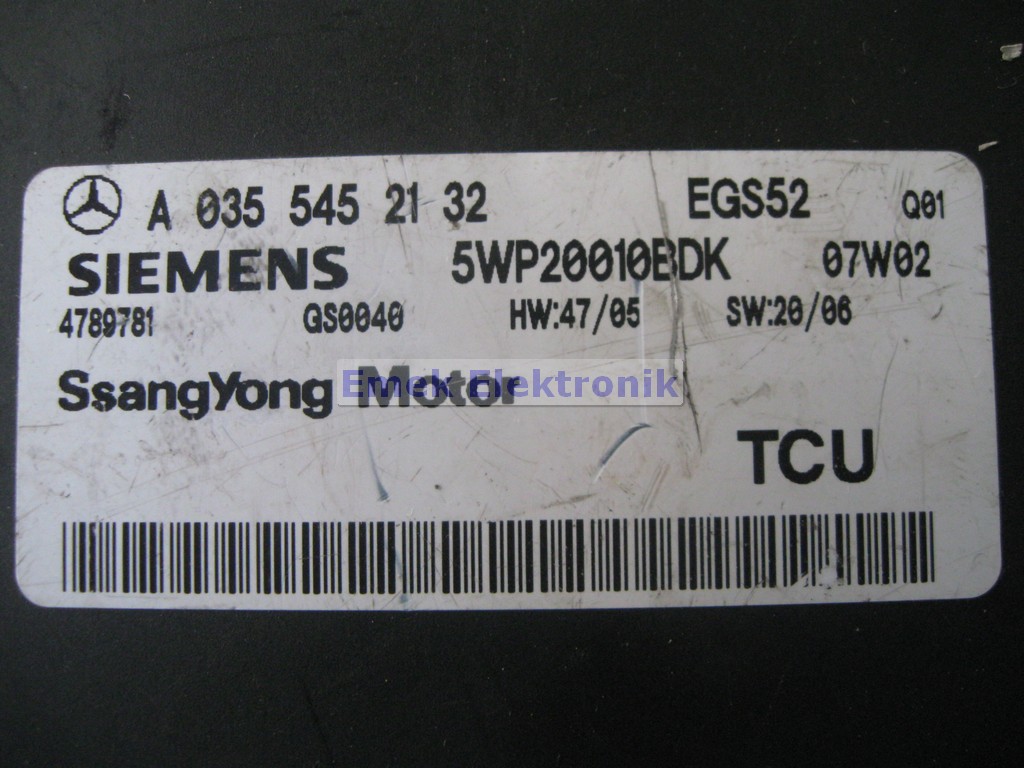 A 035 545 21 32 EGS52 Q01
SIEMENS 5WP20010BDK 07W02
4789781 GS0040 HW:47/05 SW:20/06
SsangYong Motor
Emek Elektronik
TCU